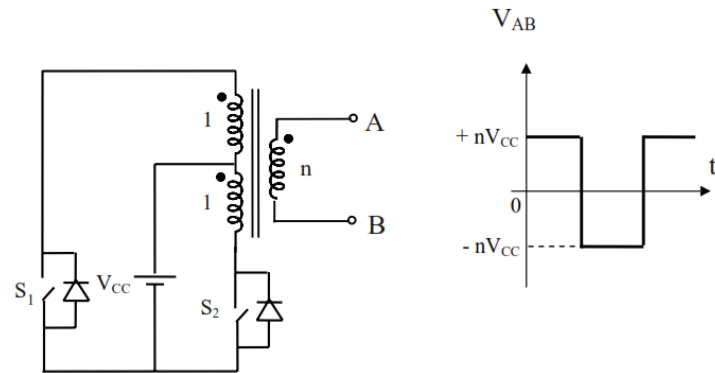 V_AB
1
1
n
A
B
S_1
V_CC
S_2
+ nV_CC
0
- nV_CC
t